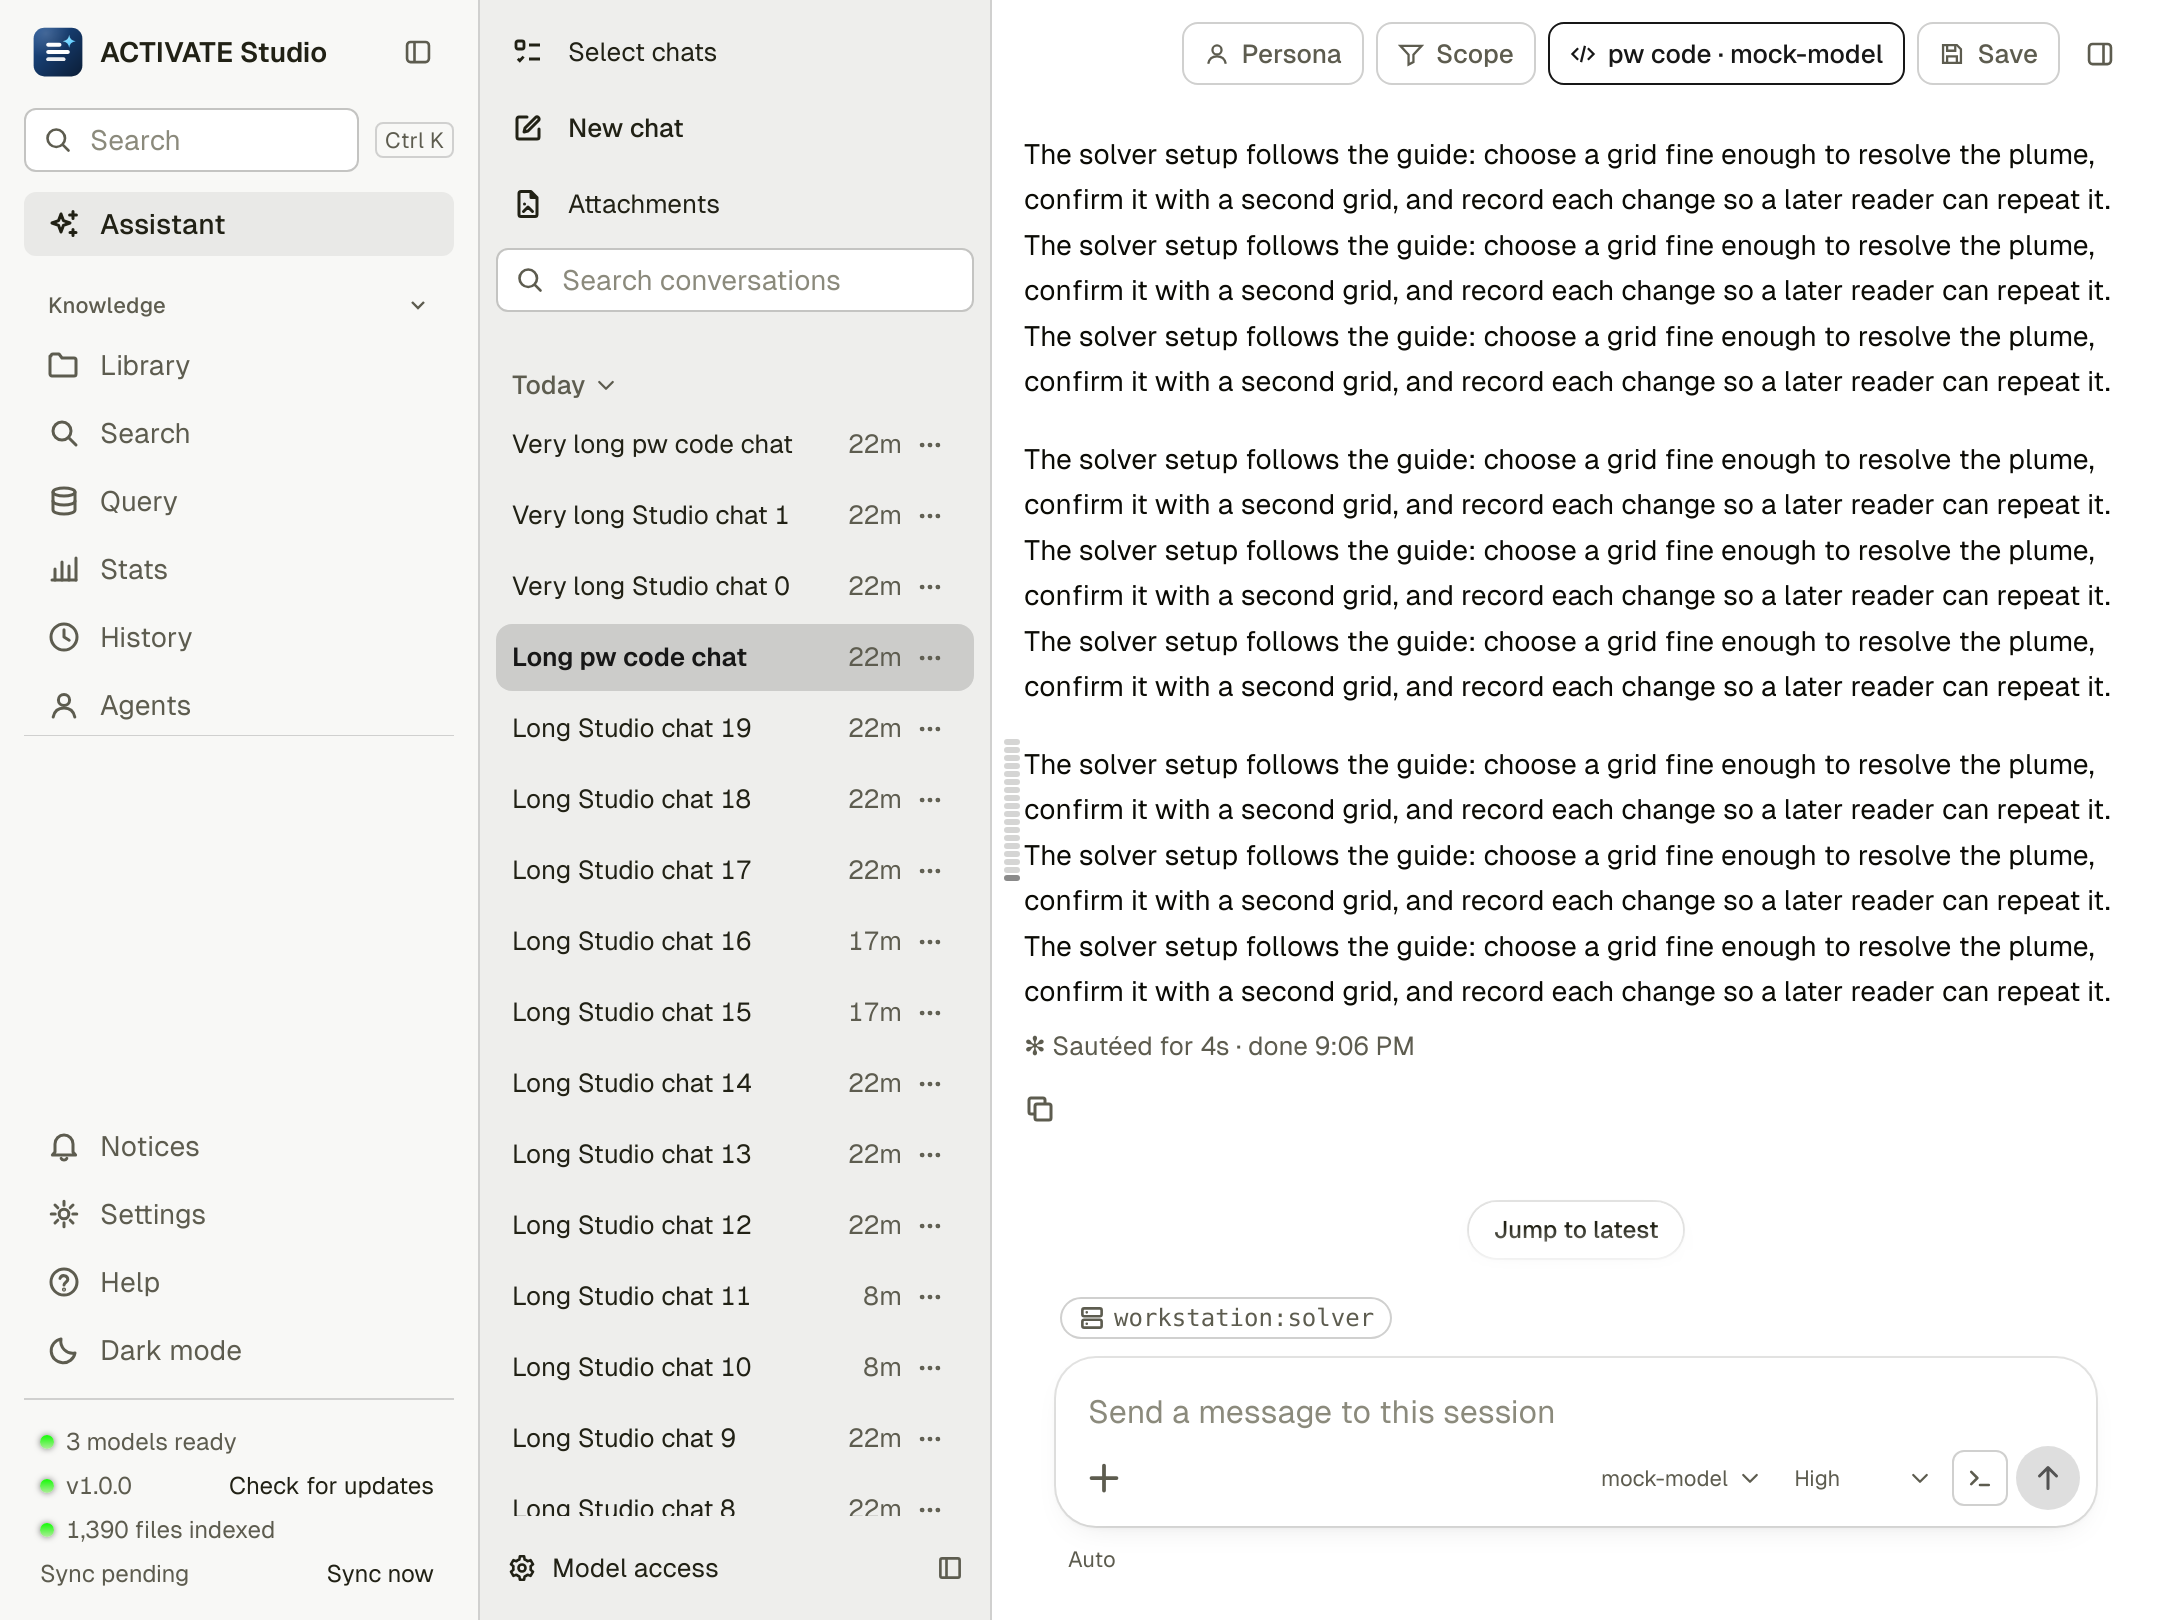 ACTIVATE Studio
Search
Ctrl K
Assistant
Knowledge
Library
Search
Query
Stats
History
Agents
Notices
Settings
Help
Dark mode
3 models ready
v1.0.0 Check for updates
1,390 files indexed
Sync pending Sync now
Select chats
New chat
Attachments
Search conversations
Today
Very long pw code chat 22m
Very long Studio chat 1 22m
Very long Studio chat 0 22m
Long pw code chat 22m
Long Studio chat 19 22m
Long Studio chat 18 22m
Long Studio chat 17 22m
Long Studio chat 16 17m
Long Studio chat 15 17m
Long Studio chat 14 22m
Long Studio chat 13 22m
Long Studio chat 12 22m
Long Studio chat 11 8m
Long Studio chat 10 8m
Long Studio chat 9 22m
Long Studio chat 8 22m
Model access
Persona
Scope
pw code · mock-model
Save
The solver setup follows the guide: choose a grid fine enough to resolve the plume,
confirm it with a second grid, and record each change so a later reader can repeat it.
The solver setup follows the guide: choose a grid fine enough to resolve the plume,
confirm it with a second grid, and record each change so a later reader can repeat it.
The solver setup follows the guide: choose a grid fine enough to resolve the plume,
confirm it with a second grid, and record each change so a later reader can repeat it.
The solver setup follows the guide: choose a grid fine enough to resolve the plume,
confirm it with a second grid, and record each change so a later reader can repeat it.
The solver setup follows the guide: choose a grid fine enough to resolve the plume,
confirm it with a second grid, and record each change so a later reader can repeat it.
The solver setup follows the guide: choose a grid fine enough to resolve the plume,
confirm it with a second grid, and record each change so a later reader can repeat it.
The solver setup follows the guide: choose a grid fine enough to resolve the plume,
confirm it with a second grid, and record each change so a later reader can repeat it.
The solver setup follows the guide: choose a grid fine enough to resolve the plume,
confirm it with a second grid, and record each change so a later reader can repeat it.
The solver setup follows the guide: choose a grid fine enough to resolve the plume,
confirm it with a second grid, and record each change so a later reader can repeat it.
✻ Sautéed for 4s · done 9:06 PM
Jump to latest
workstation:solver
Send a message to this session
mock-model High
Auto